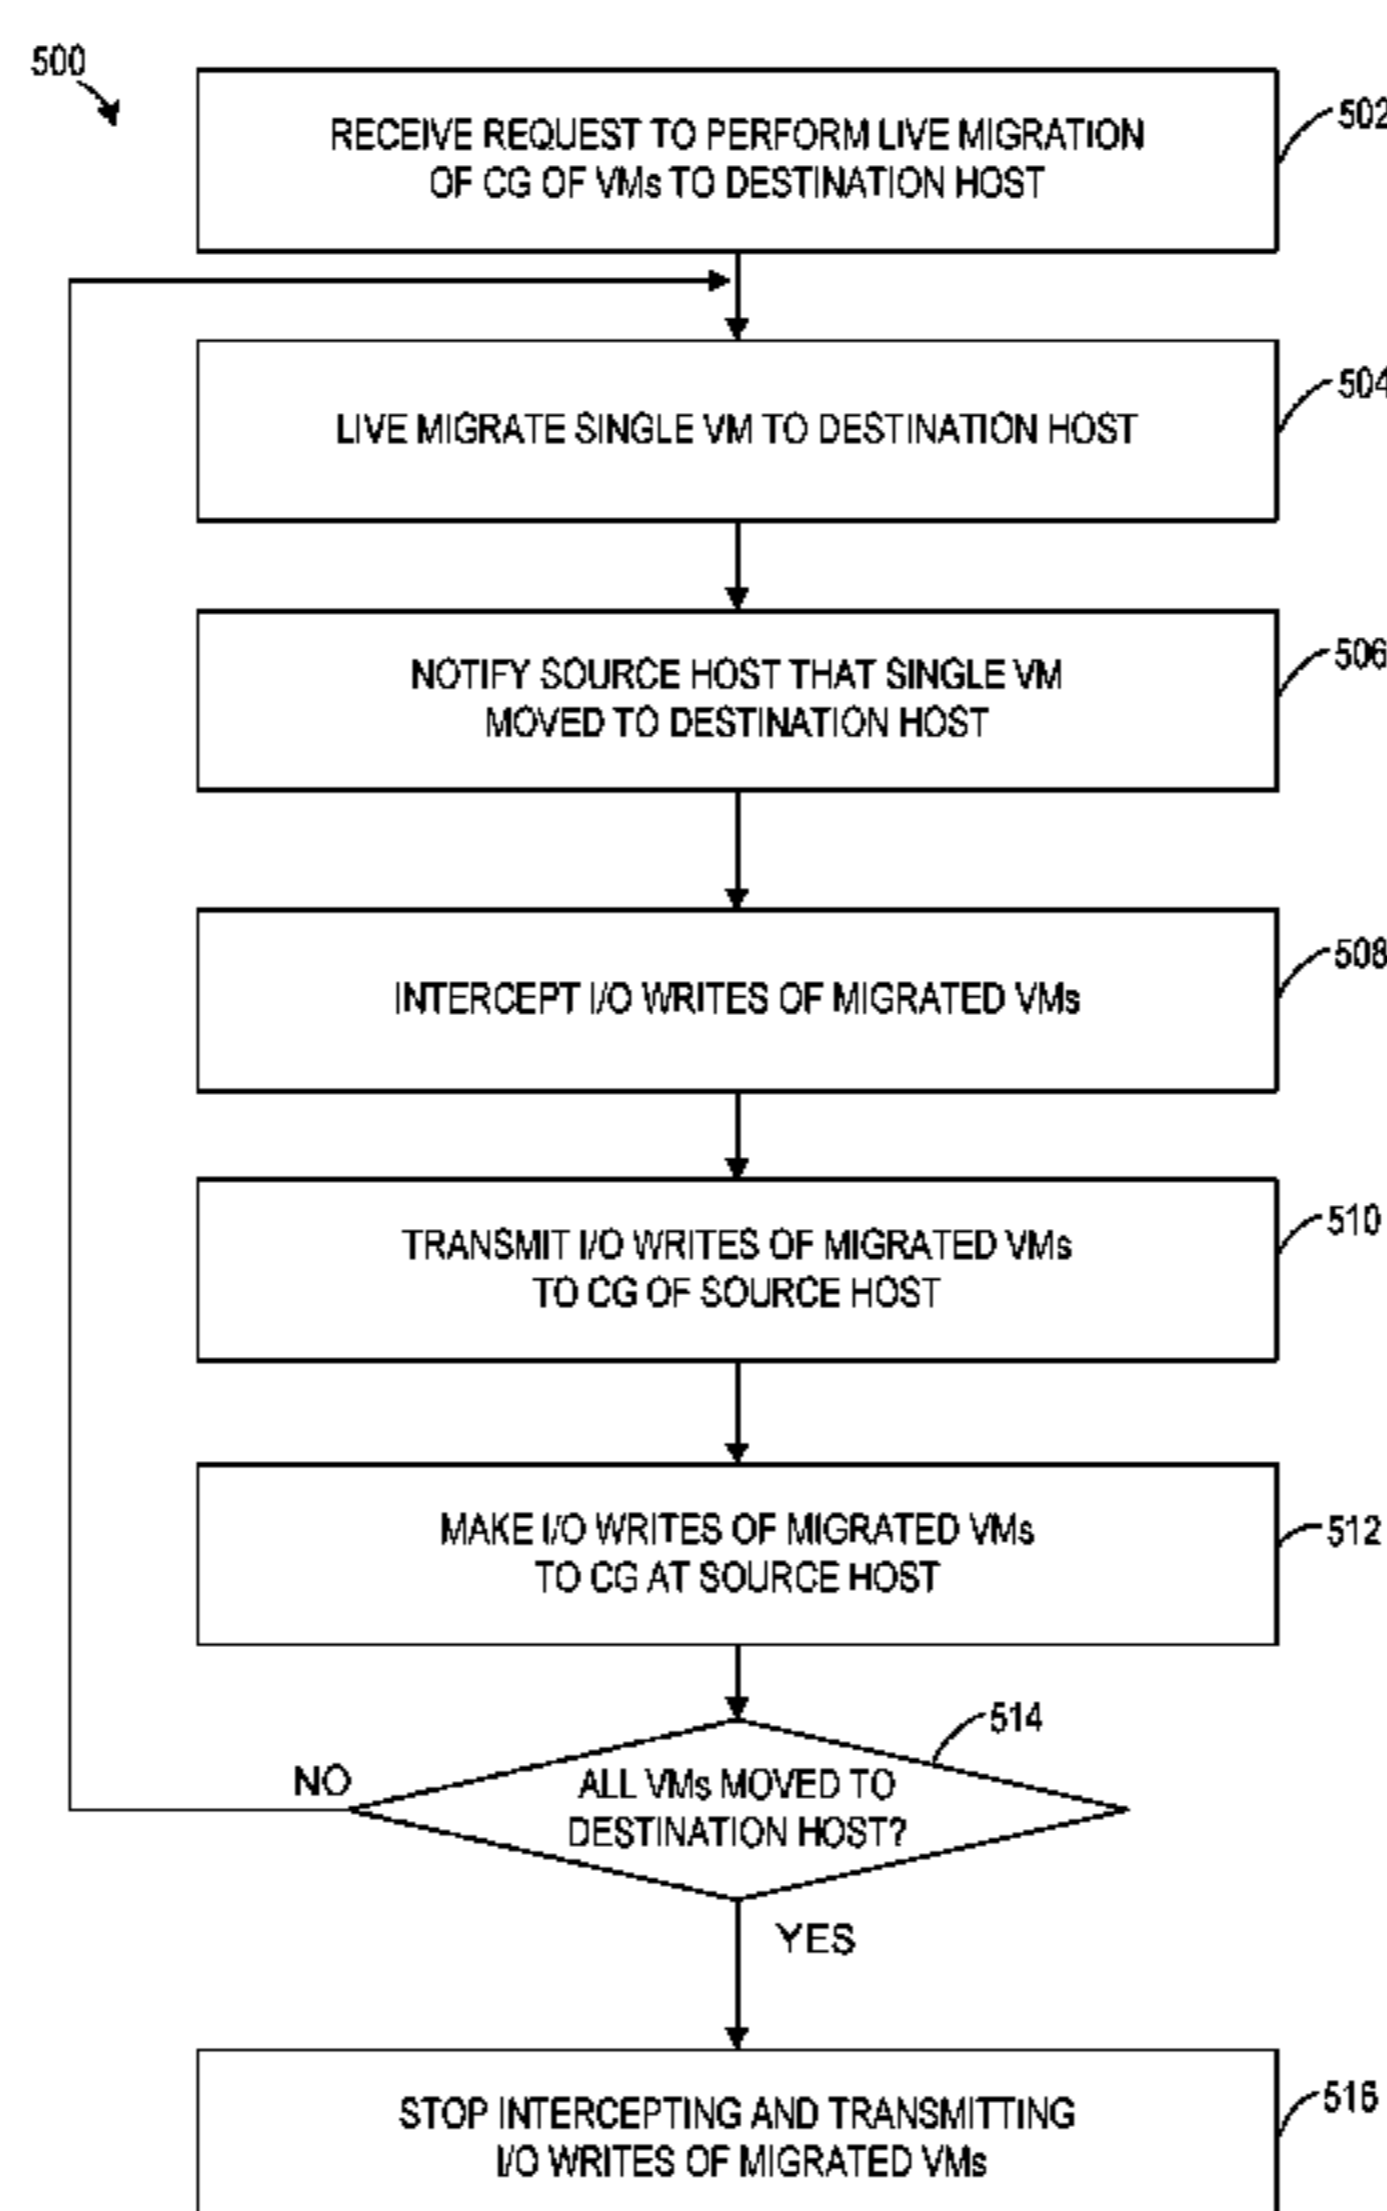 500
RECEIVE REQUEST TO PERFORM LIVE MIGRATION
OF CG OF VMs TO DESTINATION HOST
502
LIVE MIGRATE SINGLE VM TO DESTINATION HOST
504
NOTIFY SOURCE HOST THAT SINGLE VM
MOVED TO DESTINATION HOST
506
INTERCEPT I/O WRITES OF MIGRATED VMs
508
TRANSMIT I/O WRITES OF MIGRATED VMs
TO CG OF SOURCE HOST
510
MAKE I/O WRITES OF MIGRATED VMs
TO CG AT SOURCE HOST
512
514
NO
ALL VMs MOVED TO
DESTINATION HOST?
YES
STOP INTERCEPTING AND TRANSMITTING
I/O WRITES OF MIGRATED VMs
516